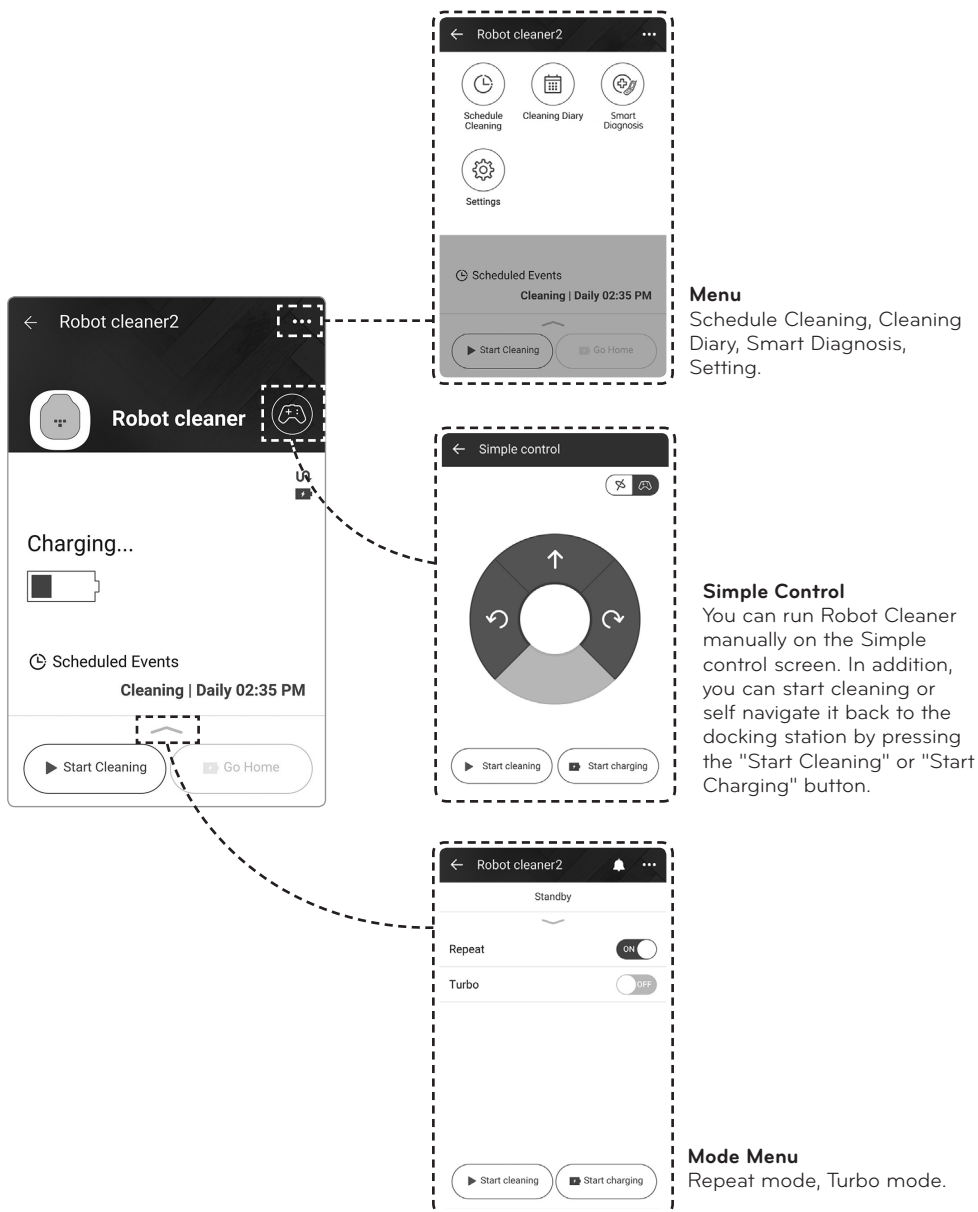 Robot cleaner2
Schedule
Cleaning
Cleaning Diary
Smart
Diagnosis
Settings
Scheduled Events
Cleaning | Daily 02:35 PM
Start Cleaning
Go Home
Menu
Schedule Cleaning, Cleaning
Diary, Smart Diagnosis,
Setting.
Robot cleaner2
Robot cleaner
Charging...
Scheduled Events
Cleaning | Daily 02:35 PM
Start Cleaning
Go Home
Simple control
Start cleaning
Start charging
Simple Control
You can run Robot Cleaner
manually on the Simple
control screen. In addition,
you can start cleaning or
self navigate it back to the
docking station by pressing
the "Start Cleaning" or "Start
Charging" button.
Robot cleaner2
Standby
Repeat
ON
Turbo
OFF
Start cleaning
Start charging
Mode Menu
Repeat mode, Turbo mode.